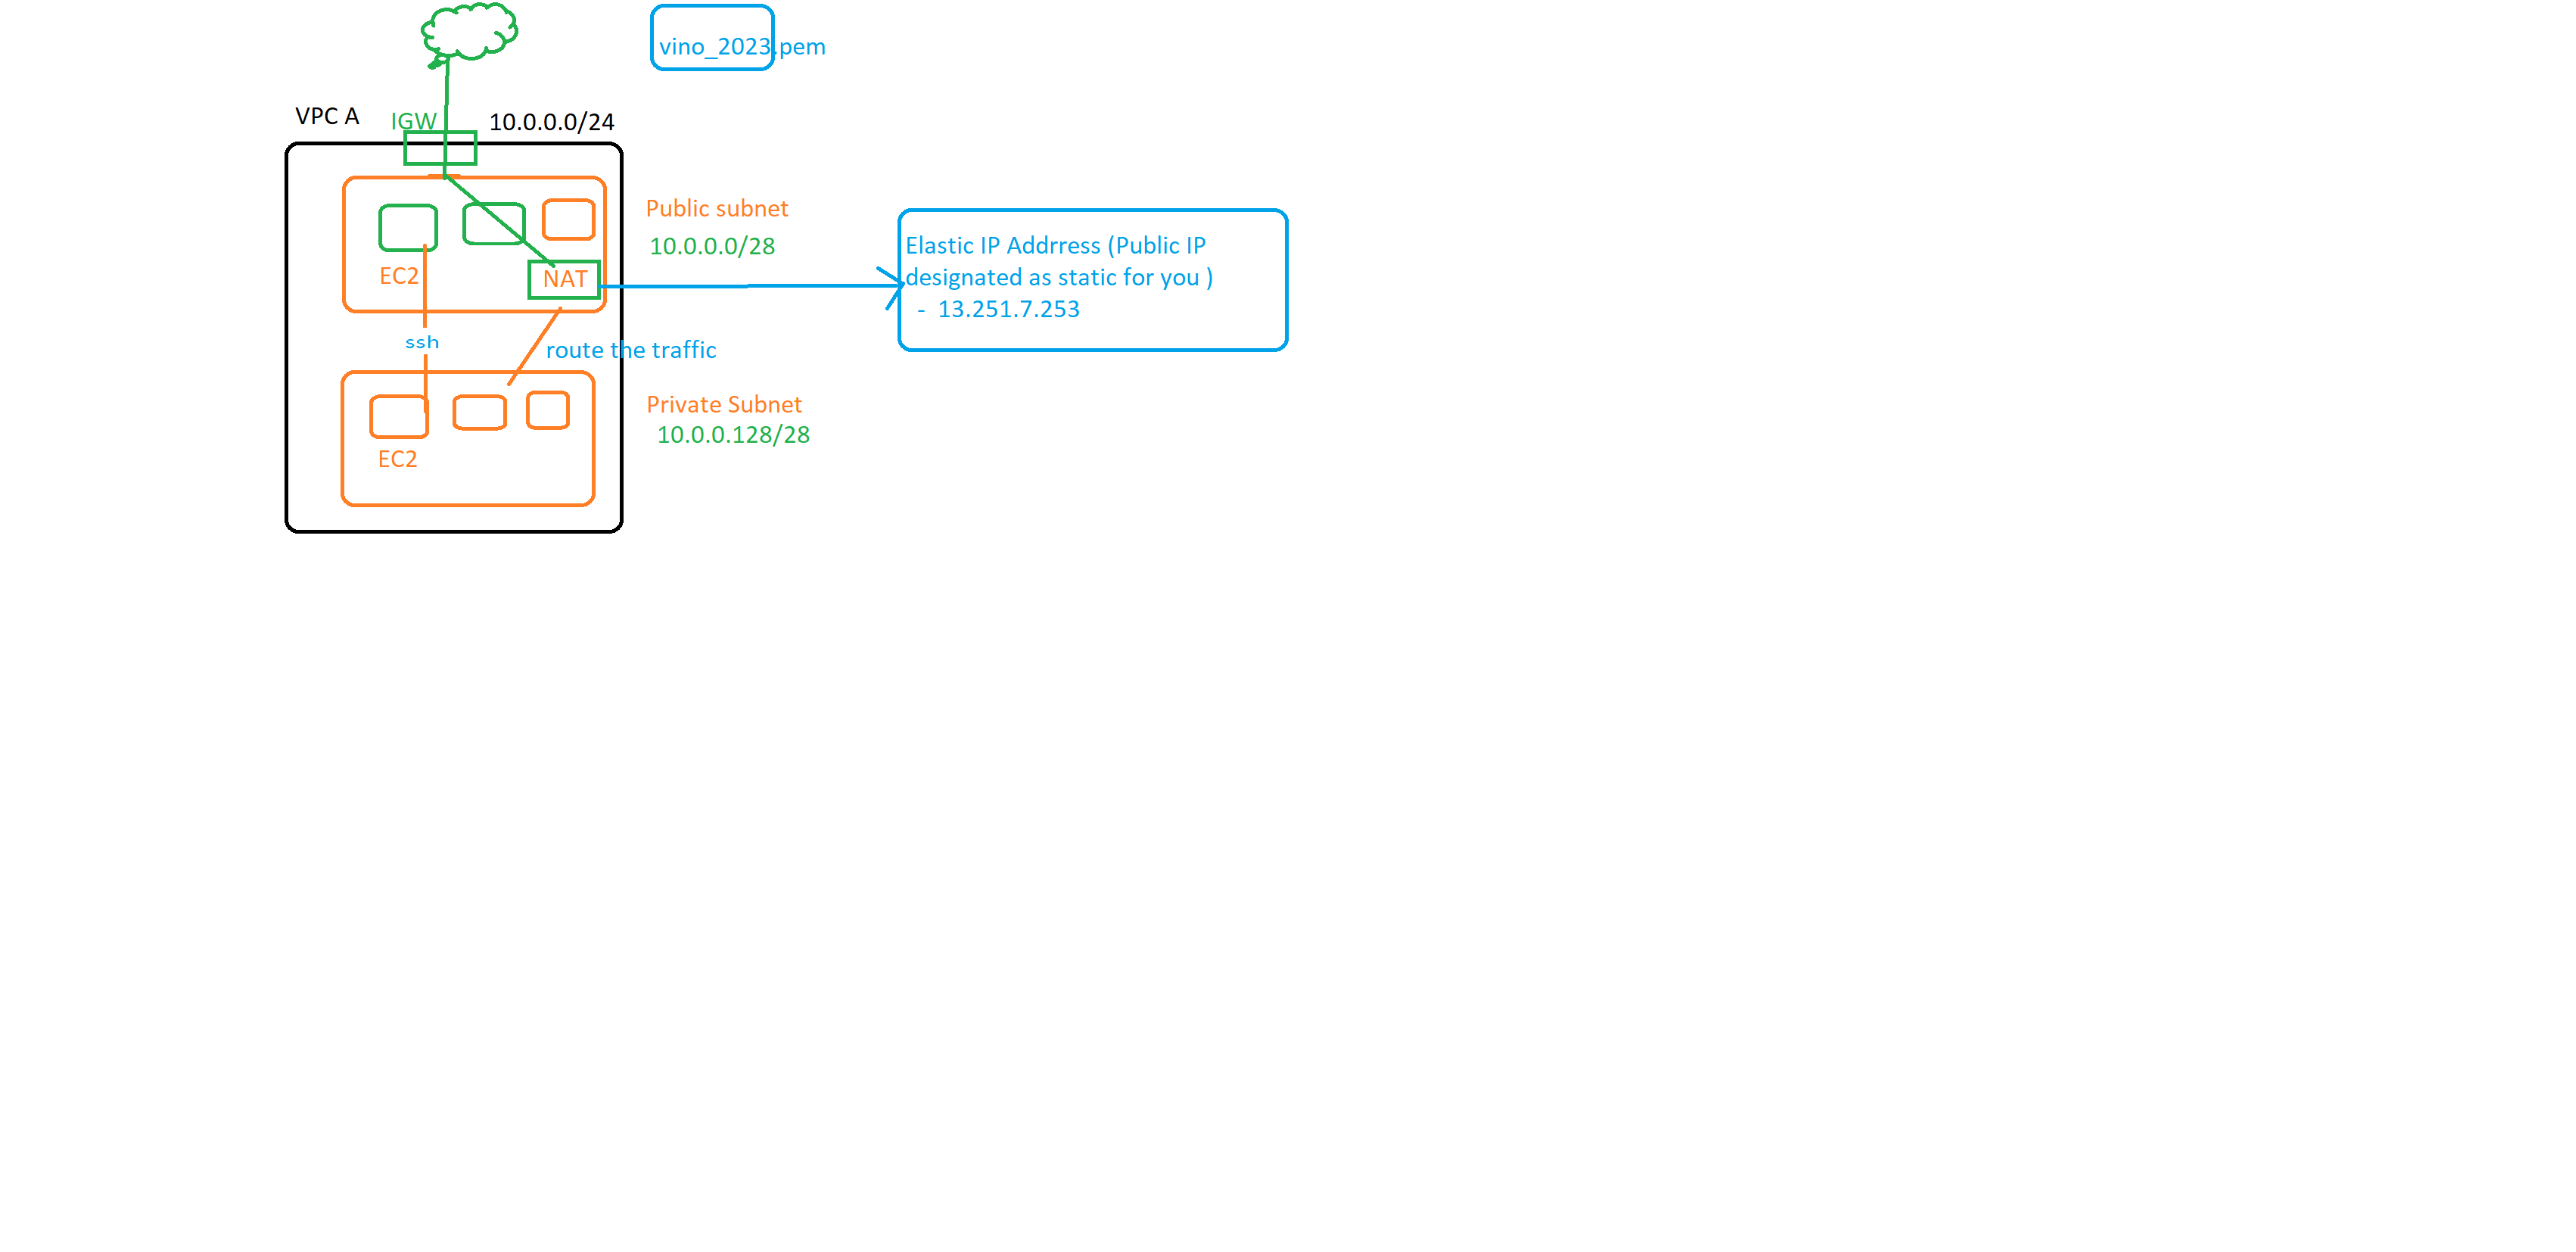 vino_2023.pem
VPC A
IGW
10.0.0.0/24
Public subnet
10.0.0.0/28
EC2
NAT
Elastic IP Addrress (Public IP
designated as static for you )
- 13.251.7.253
ssh
route the traffic
Private Subnet
10.0.0.128/28
EC2